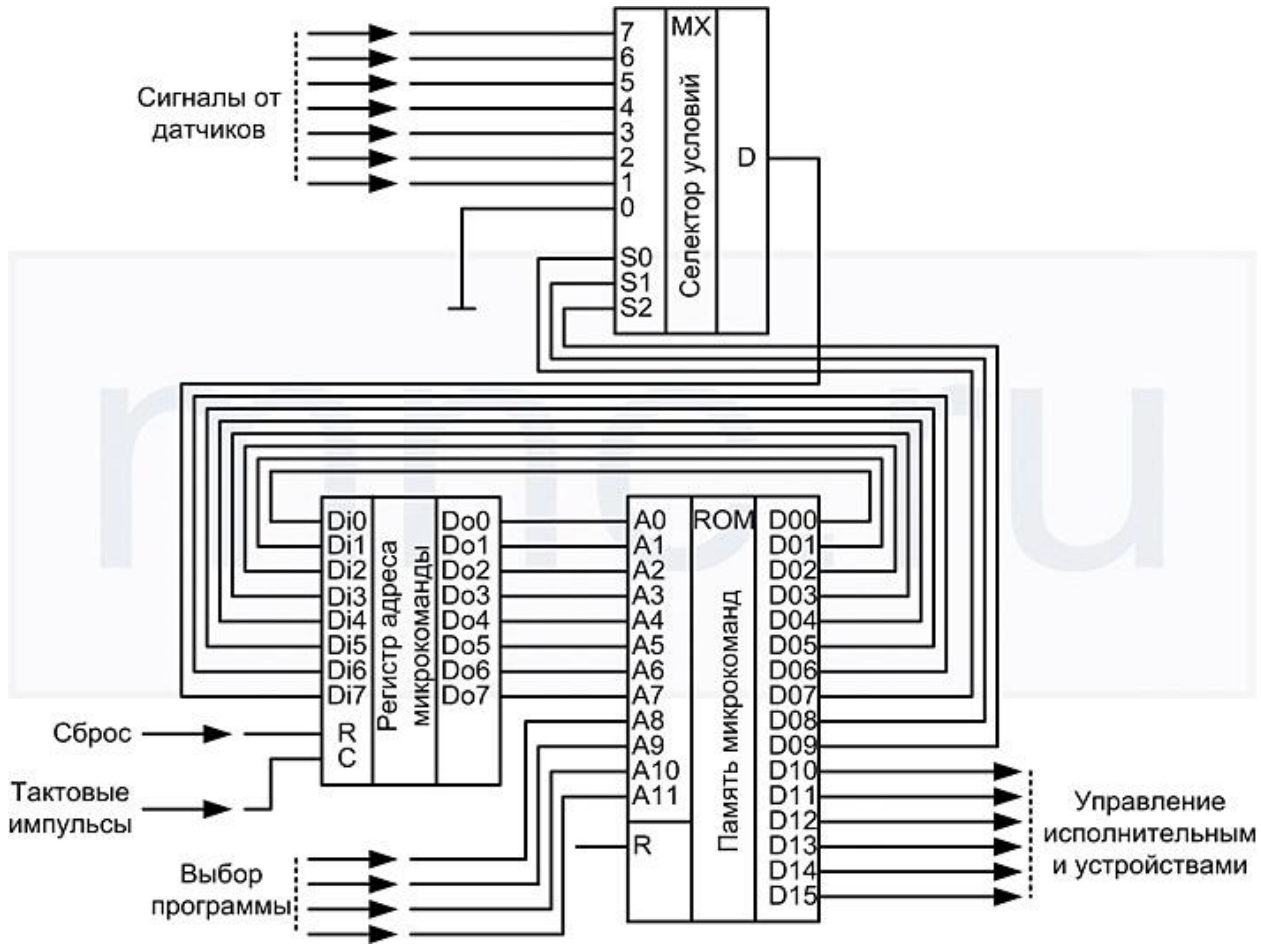 7 MX
6
5
4
3
2
1
0
S0
S1
S2
Селектор условий
D
Сигналы от
датчиков
Di0
Di1
Di2
Di3
Di4
Di5
Di6
Di7
R
C
Регистр адреса
микрокоманды
Do0
Do1
Do2
Do3
Do4
Do5
Do6
Do7
A0
A1
A2
A3
A4
A5
A6
A7
A8
A9
A10
A11
R
ROM
Память микрокоманд
D00
D01
D02
D03
D04
D05
D06
D07
D08
D09
D10
D11
D12
D13
D14
D15
Сброс
Тактовые
импульсы
Выбор
программы
Управление
исполнительным
и устройствами